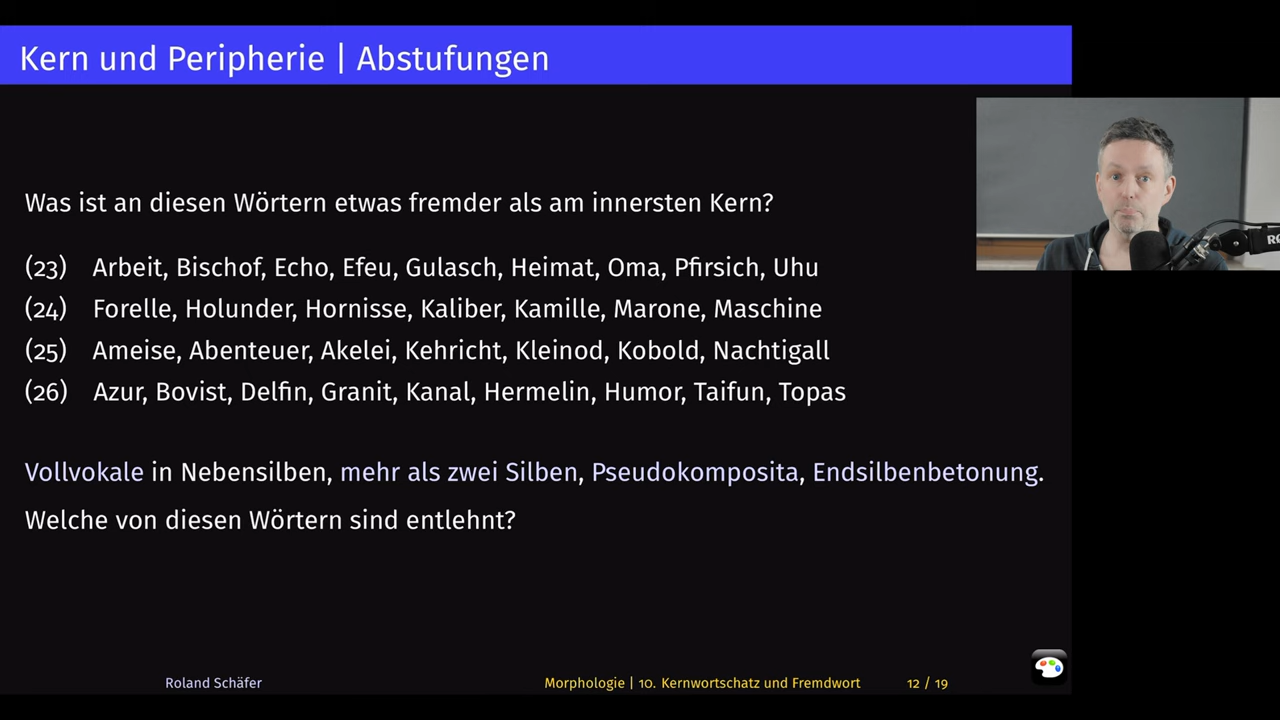 Kern und Peripherie | Abstufungen
Was ist an diesen Wörtern etwas fremder als am innersten Kern?
(23) Arbeit, Bischof, Echo, Efeu, Gulasch, Heimat, Oma, Pfirsich, Uhu
(24) Forelle, Holunder, Hornisse, Kaliber, Kamille, Marone, Maschine
(25) Ameise, Abenteuer, Akelei, Kehricht, Kleinod, Kobold, Nachtigall
(26) Azur, Bovist, Delfin, Granit, Kanal, Hermelin, Humor, Taifun, Topas
Vollvokale in Nebensilben, mehr als zwei Silben, Pseudokomposita, Endsilbenbetonung.
Welche von diesen Wörtern sind entlehnt?
Roland Schäfer Morphologie | 10. Kernwortschatz und Fremdwort 12 / 19